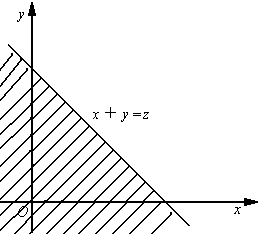 y
x + y = z
O
x